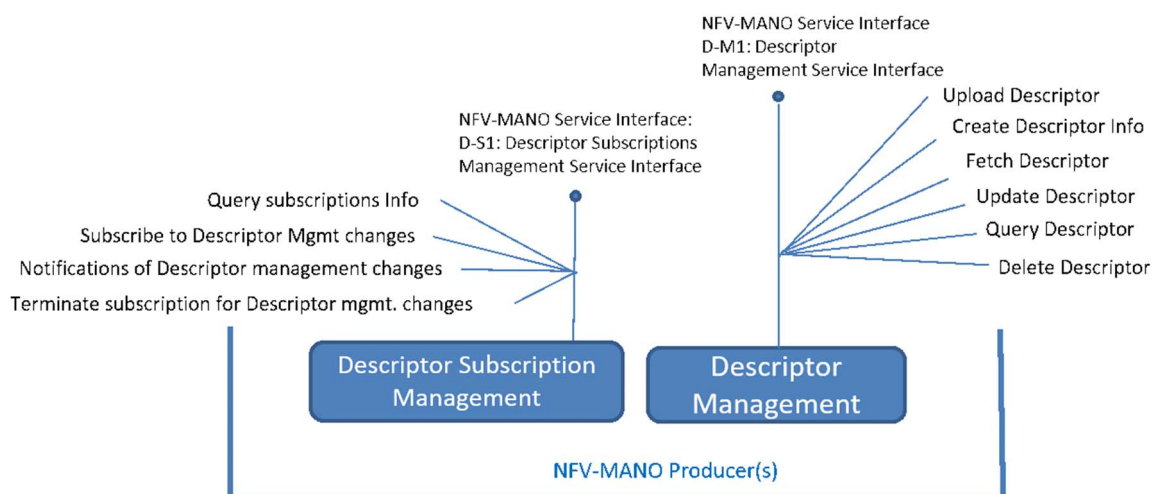 NFV-MANO Service Interface
D-M1: Descriptor
Management Service Interface
Upload Descriptor
Create Descriptor Info
Fetch Descriptor
Update Descriptor
Query Descriptor
Delete Descriptor
NFV-MANO Service Interface:
D-S1: Descriptor Subscriptions
Management Service Interface
Query subscriptions Info
Subscribe to Descriptor Mgmt changes
Notifications of Descriptor management changes
Terminate subscription for Descriptor mgmt. changes
Descriptor Subscription
Management
Descriptor
Management
NFV-MANO Producer(s)